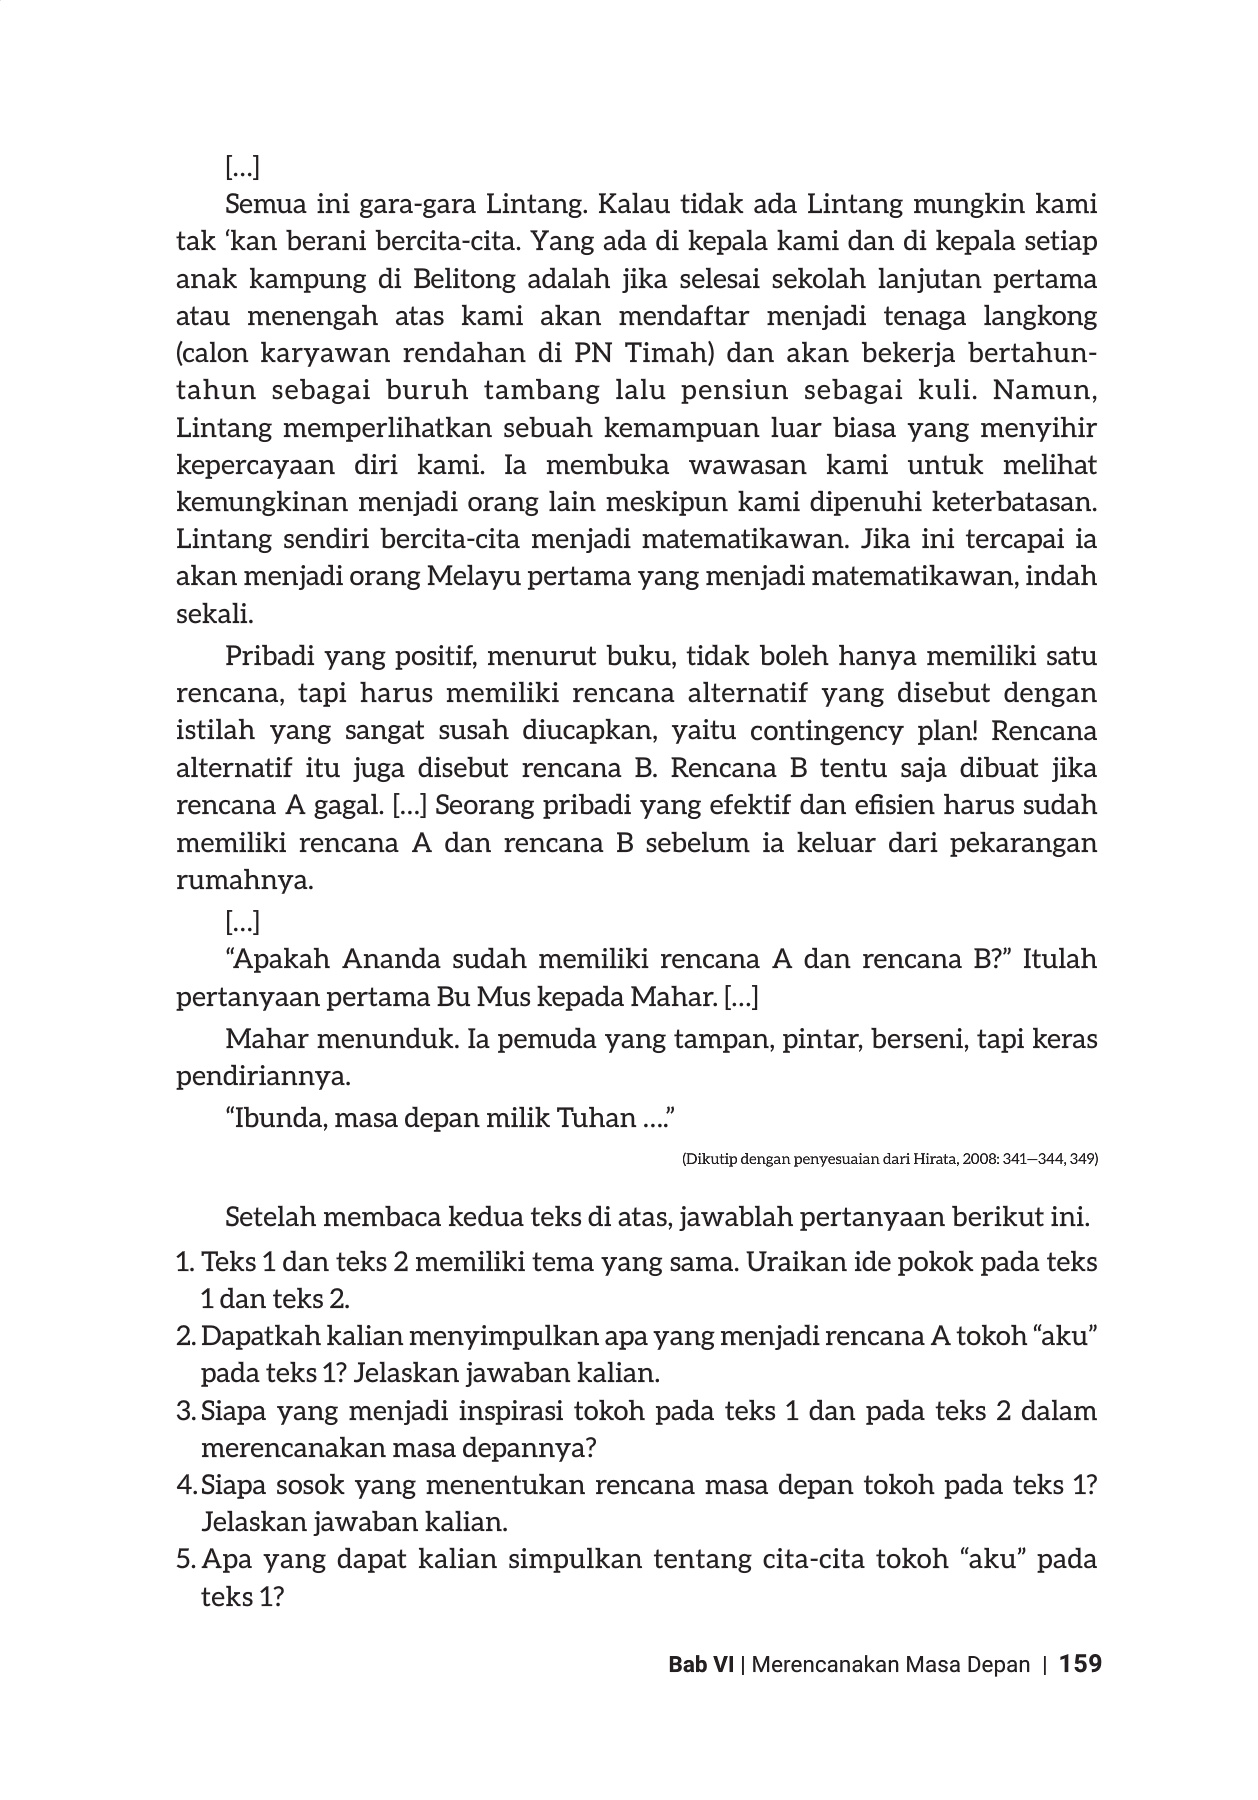 […]
Semua ini gara-gara Lintang. Kalau tidak ada Lintang mungkin kami
tak ‘kan berani bercita-cita. Yang ada di kepala kami dan di kepala setiap
anak kampung di Belitong adalah jika selesai sekolah lanjutan pertama
atau menengah atas kami akan mendaftar menjadi tenaga langkong
(calon karyawan rendahan di PN Timah) dan akan bekerja bertahun-
tahun sebagai buruh tambang lalu pensiun sebagai kuli. Namun,
Lintang memperlihatkan sebuah kemampuan luar biasa yang menyihir
kepercayaan diri kami. Ia membuka wawasan kami untuk melihat
kemungkinan menjadi orang lain meskipun kami dipenuhi keterbatasan.
Lintang sendiri bercita-cita menjadi matematikawan. Jika ini tercapai ia
akan menjadi orang Melayu pertama yang menjadi matematikawan, indah
sekali.
Pribadi yang positif, menurut buku, tidak boleh hanya memiliki satu
rencana, tapi harus memiliki rencana alternatif yang disebut dengan
istilah yang sangat susah diucapkan, yaitu contingency plan! Rencana
alternatif itu juga disebut rencana B. Rencana B tentu saja dibuat jika
rencana A gagal. […] Seorang pribadi yang efektif dan efisien harus sudah
memiliki rencana A dan rencana B sebelum ia keluar dari pekarangan
rumahnya.
[…]
“Apakah Ananda sudah memiliki rencana A dan rencana B?” Itulah
pertanyaan pertama Bu Mus kepada Mahar. […]
Mahar menunduk. Ia pemuda yang tampan, pintar, berseni, tapi keras
pendiriannya.
“Ibunda, masa depan milik Tuhan ….”
(Dikutip dengan penyesuaian dari Hirata, 2008: 341—344, 349)
Setelah membaca kedua teks di atas, jawablah pertanyaan berikut ini.
1. Teks 1 dan teks 2 memiliki tema yang sama. Uraikan ide pokok pada teks
1 dan teks 2.
2. Dapatkah kalian menyimpulkan apa yang menjadi rencana A tokoh “aku”
pada teks 1? Jelaskan jawaban kalian.
3. Siapa yang menjadi inspirasi tokoh pada teks 1 dan pada teks 2 dalam
merencanakan masa depannya?
4. Siapa sosok yang menentukan rencana masa depan tokoh pada teks 1?
Jelaskan jawaban kalian.
5. Apa yang dapat kalian simpulkan tentang cita-cita tokoh “aku” pada
teks 1?
Bab VI | Merencanakan Masa Depan | 159